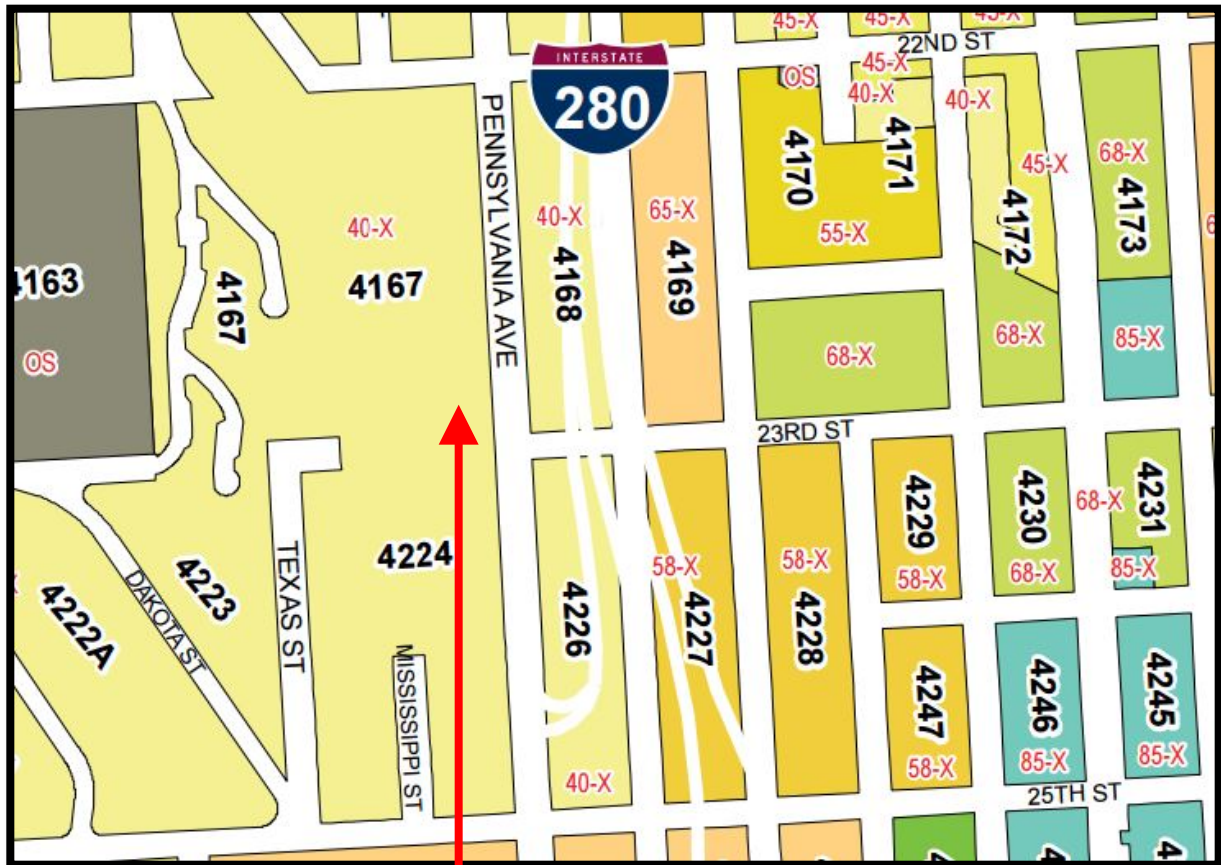 45-X
45-X
45-X
22ND ST
INTERSTATE
280
45-X
OS
40-X
40-X
PENNSYLVANIA AVE
4170
4171
45-X
68-X
4172
4173
40-X
40-X
65-X
55-X
4163
4167
4167
4168
4169
OS
68-X
68-X
85-X
23RD ST
4229
4230
4231
68-X
TEXAS ST
4224
DAKOTA ST
4223
4222A
58-X
58-X
58-X
68-X
85-X
4226
4227
4228
MISSISSIPPI ST
4247
4246
4245
40-X
58-X
85-X
85-X
25TH ST